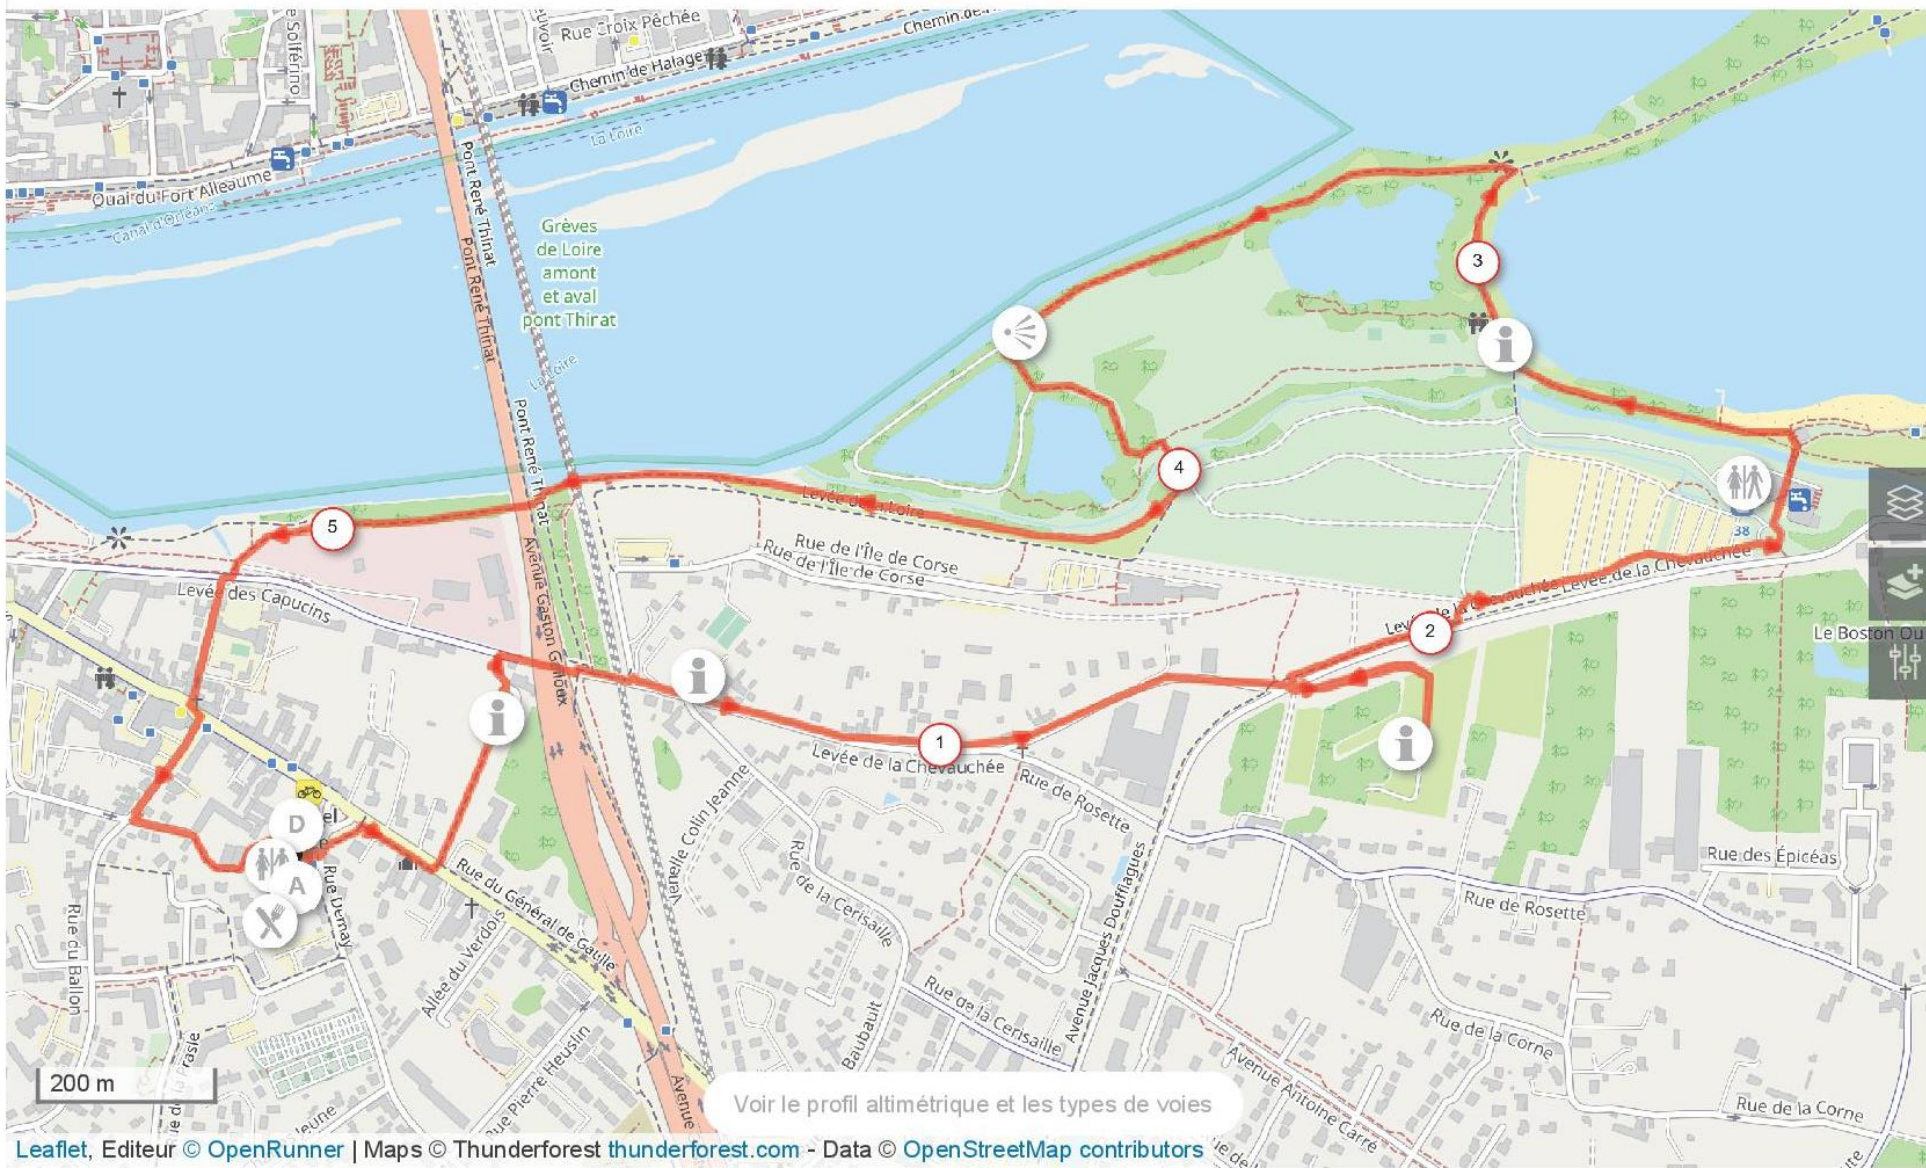 Solférino
Rue Croix Pêchée
Chemin de Halage
Quai du Fort Alleaume
Canal d'Orléans
La Loire
Pont René Thinat
Pont René Thinat
Pont René Thinat
Pont René Thinat
Grèves
de Loire
amont
et aval
pont Thirat
La Loire
3
4
5
Levée de la Loire
38
Rue de l'Île de Corse
Rue de l'Île de Corse
Levée des Capucins
Avenue Gaston Galloux
Levée de la Chevauchée
2
Le Boston Ou
1
Levée de la Chevauchée
Rue de Rosette
Venelle Colin Jeanne
Rue de la Cerisaille
Avenue Jacques Doufflagues
Rue des Épicéas
Rue de Rosette
D
A
Rue Demay
Rue du Général de Gaulle
Rue du Ballon
Allée du Verdois
Rue Pierre Heuslin
Rue de la Cerisaille
Baubault
Avenue Antoine Carré
Rue de la Corne
Rue de la Corne
Avenue
200 m
Voir le profil altimétrique et les types de voies
Leaflet, Editeur © OpenRunner | Maps © Thunderforest thunderforest.com - Data © OpenStreetMap contributors